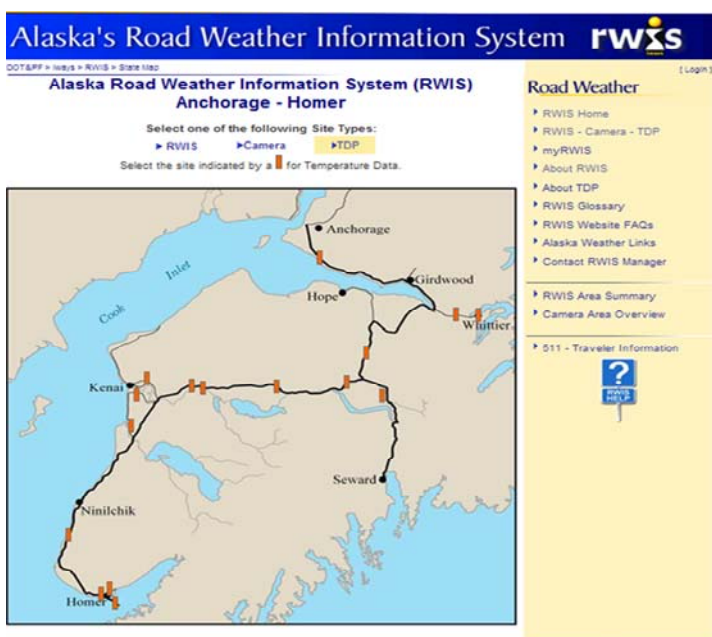 Alaska's Road Weather Information System rwis
DOT&PF > Iways > RWIS > State Map
[ Login ]
Alaska Road Weather Information System (RWIS)
Anchorage - Homer
Select one of the following Site Types:
RWIS Camera TDP
Select the site indicated by a for Temperature Data.
Anchorage
Cook Inlet
Girdwood
Hope
Whittier
Kenai
Seward
Ninilchik
Homer
Road Weather
RWIS Home
RWIS - Camera - TDP
myRWIS
About RWIS
About TDP
RWIS Glossary
RWIS Website FAQs
Alaska Weather Links
Contact RWIS Manager
RWIS Area Summary
Camera Area Overview
511 - Traveler Information
?
RWIS
HELP